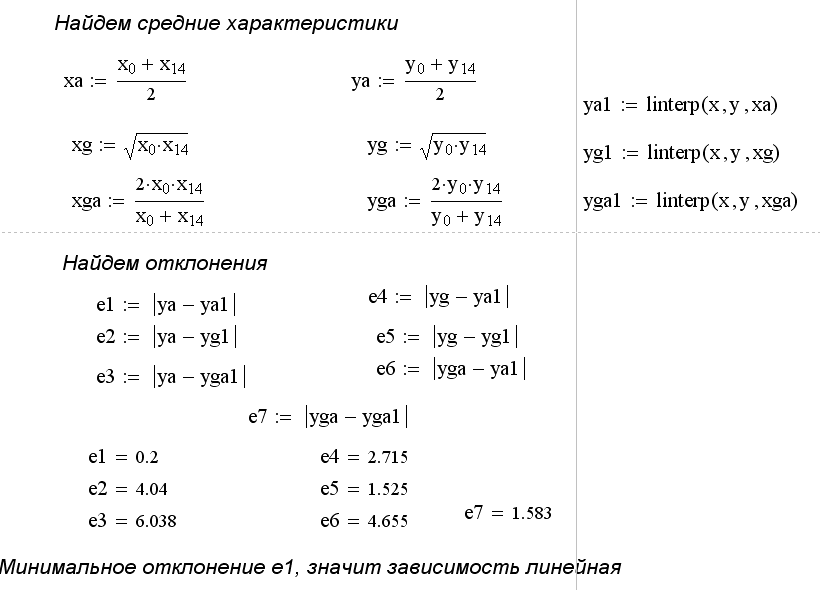 Найдем средние характеристики
xa := (x₀ + x₁₄)/2 ya := (y₀ + y₁₄)/2 ya1 := linterp(x,y,xa)
xg := √(x₀·x₁₄) yg := √(y₀·y₁₄) yg1 := linterp(x,y,xg)
xga := (2·x₀·x₁₄)/(x₀ + x₁₄) yga := (2·y₀·y₁₄)/(y₀ + y₁₄) yga1 := linterp(x,y,xga)
Найдем отклонения
e1 := |ya − ya1| e4 := |yg − ya1|
e2 := |ya − yg1| e5 := |yg − yg1|
e3 := |ya − yga1| e6 := |yga − ya1|
e7 := |yga − yga1|
e1 = 0.2 e4 = 2.715
e2 = 4.04 e5 = 1.525
e3 = 6.038 e6 = 4.655 e7 = 1.583
Минимальное отклонение e1, значит зависимость линейная